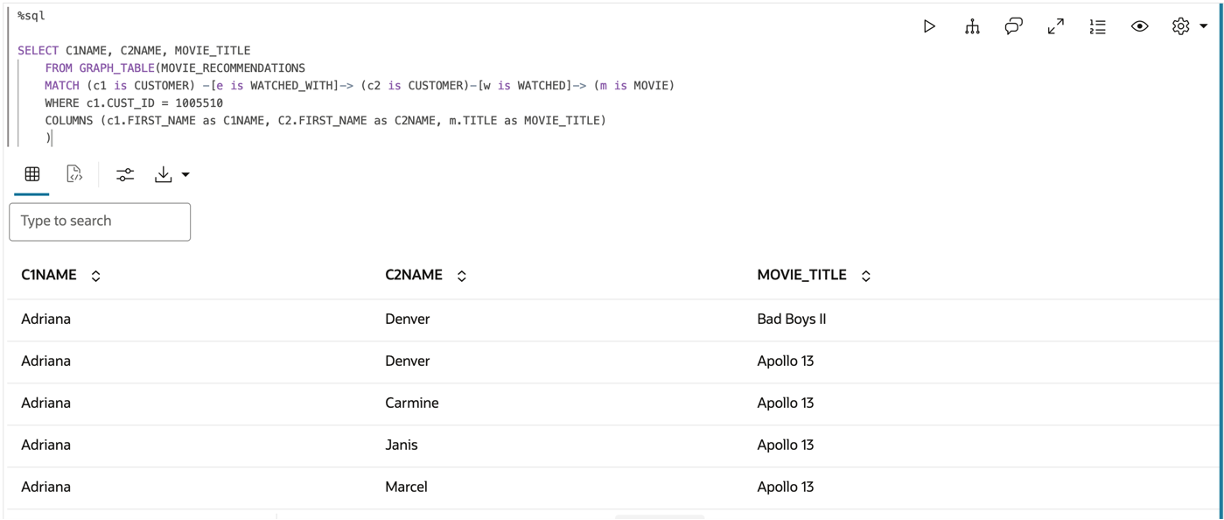 %sql
SELECT C1NAME, C2NAME, MOVIE_TITLE
FROM GRAPH_TABLE(MOVIE_RECOMMENDATIONS
MATCH (c1 is CUSTOMER) -[e is WATCHED_WITH]-> (c2 is CUSTOMER)-[w is WATCHED]-> (m is MOVIE)
WHERE c1.CUST_ID = 1005510
COLUMNS (c1.FIRST_NAME as C1NAME, C2.FIRST_NAME as C2NAME, m.TITLE as MOVIE_TITLE)
)
Type to search
C1NAME C2NAME MOVIE_TITLE
Adriana Denver Bad Boys II
Adriana Denver Apollo 13
Adriana Carmine Apollo 13
Adriana Janis Apollo 13
Adriana Marcel Apollo 13